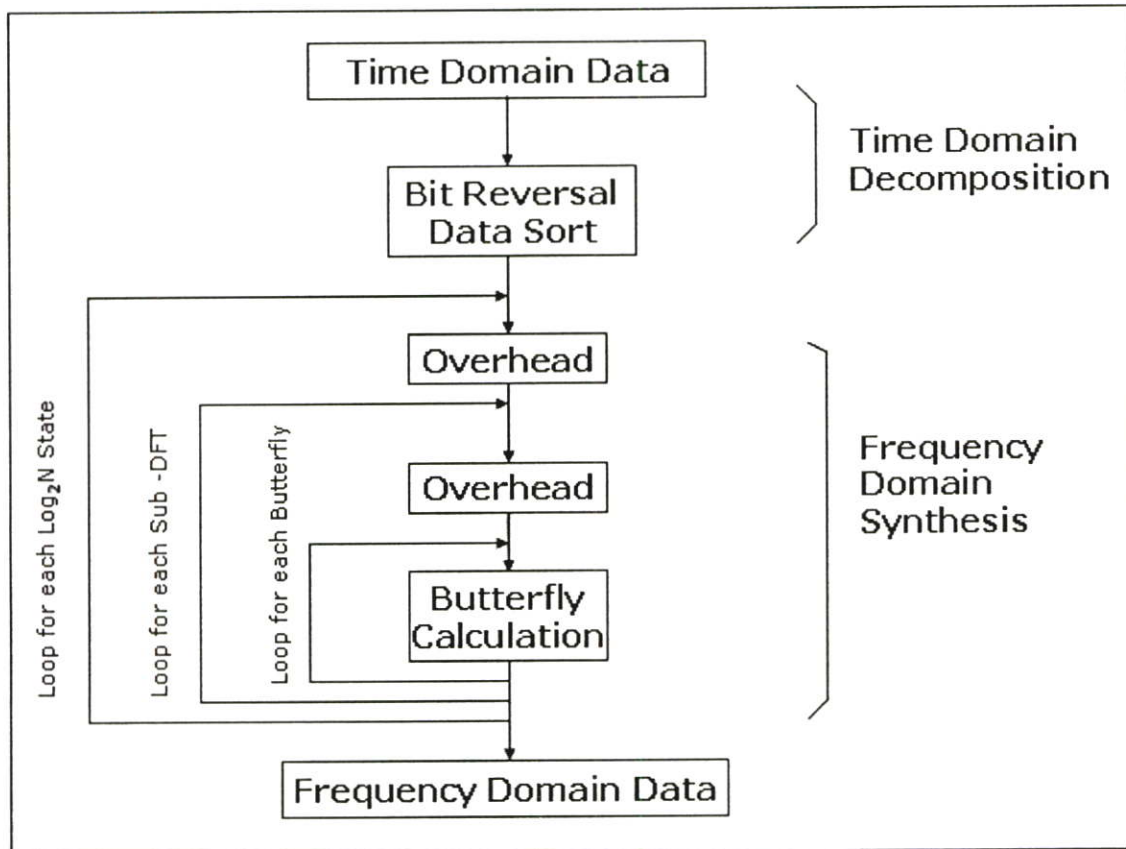 Time Domain Data
Time Domain
Decomposition
Bit Reversal
Data Sort
Overhead
Overhead
Frequency
Domain
Synthesis
Butterfly
Calculation
Loop for each Log₂N State
Loop for each Sub -DFT
Loop for each Butterfly
Frequency Domain Data